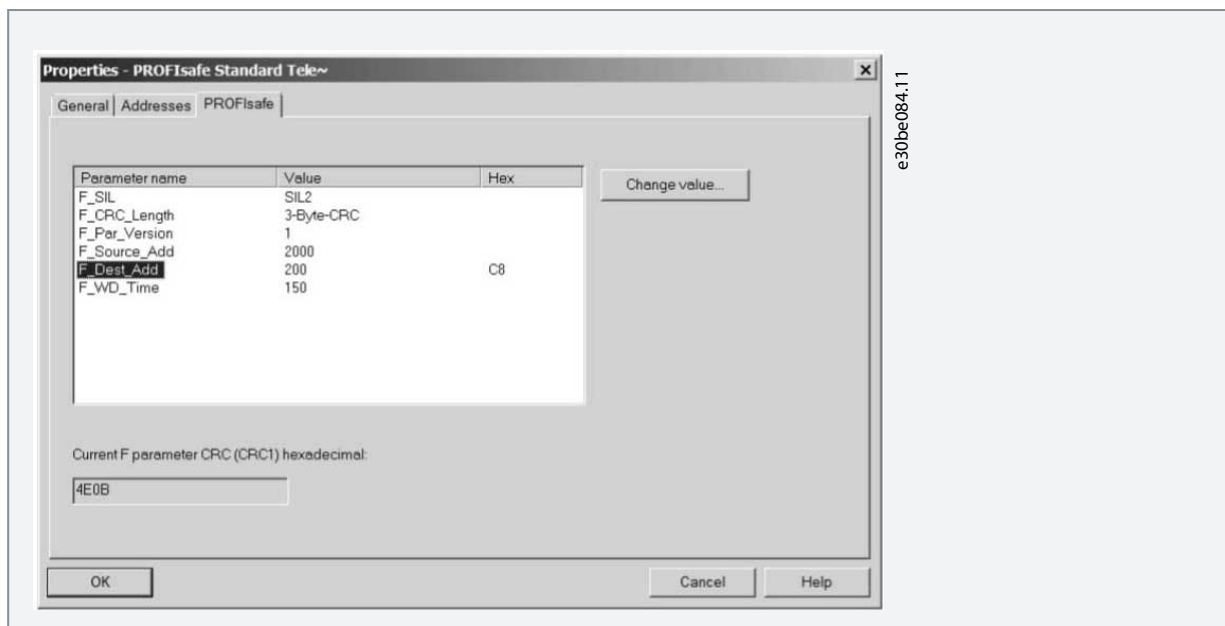 Properties - PROFIsafe Standard Tele~
General Addresses PROFIsafe
Parameter name Value Hex
F_SIL SIL2
F_CRC_Length 3-Byte-CRC
F_Par_Version 1
F_Source_Add 2000
F_Dest_Add 200 C8
F_WD_Time 150
Change value...
Current F parameter CRC (CRC1) hexadecimal:
4E0B
OK Cancel Help
e30be084.11